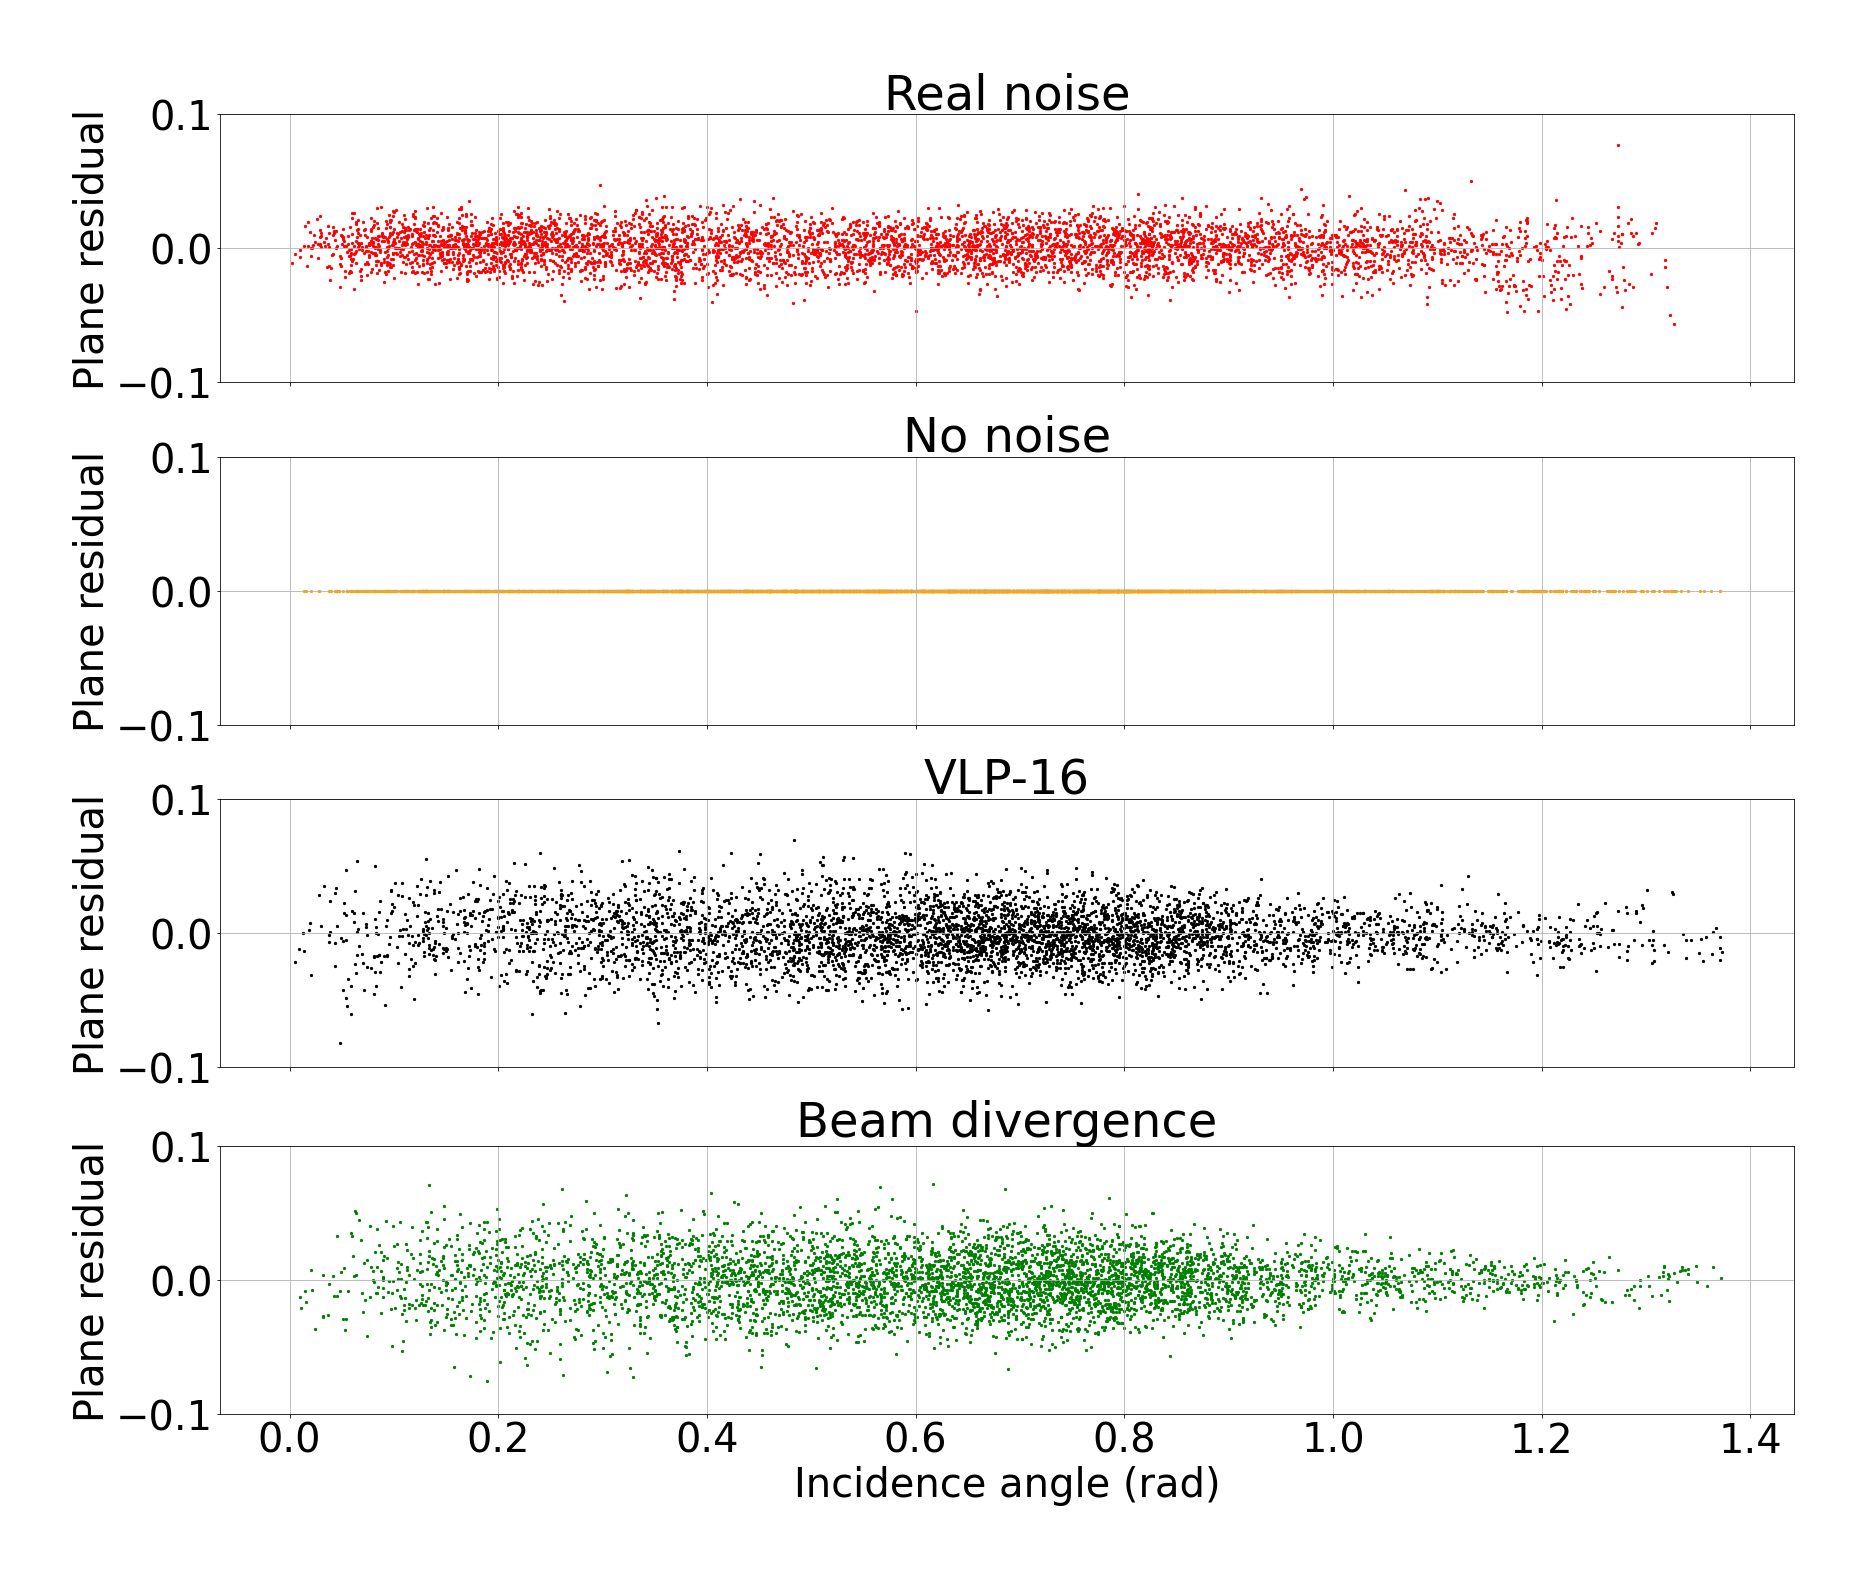 Real noise
0.1
0.0
−0.1
Plane residual
No noise
0.1
0.0
−0.1
Plane residual
VLP-16
0.1
0.0
−0.1
Plane residual
Beam divergence
0.1
0.0
−0.1
Plane residual
0.0 0.2 0.4 0.6 0.8 1.0 1.2 1.4
Incidence angle (rad)